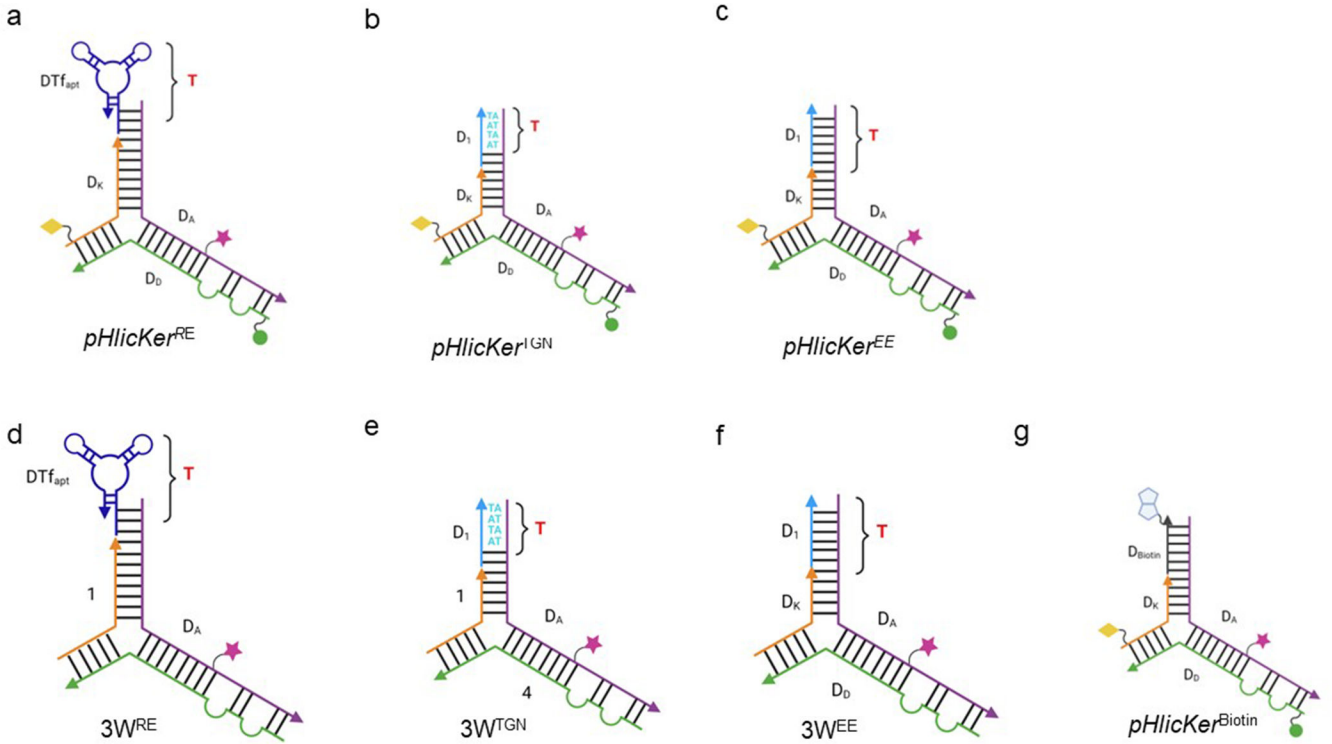 a
DTfapt
T
DK
DA
DD
pHlicKerRE
b
D1
TA
AT
TA
AT
T
DK
DA
DD
pHlicKerTGN
c
D1
T
DK
DA
DD
pHlicKerEE
d
DTfapt
T
1
DA
3WRE
e
D1
TA
AT
TA
AT
T
1
DA
4
3WTGN
f
D1
T
DK
DA
DD
3WEE
g
DBiotin
DK
DA
DD
pHlicKerBiotin